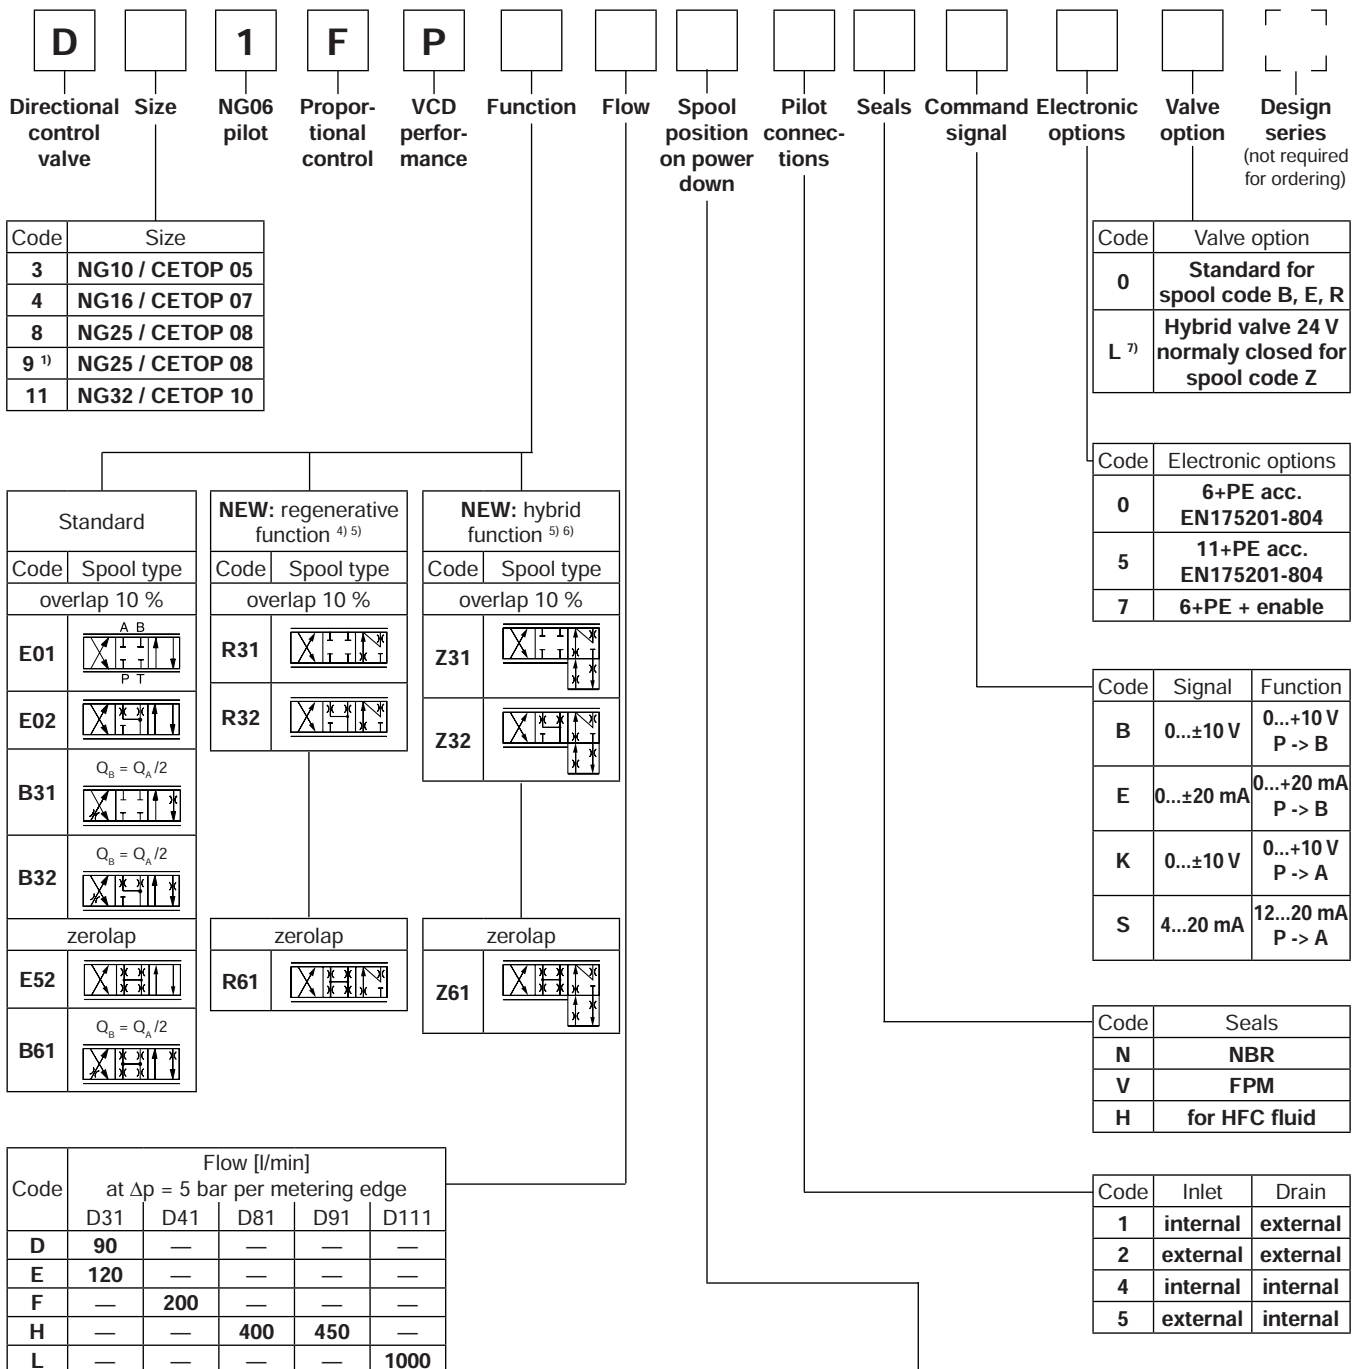 D 1 F P
Directional control valve
Size
NG06 pilot
Propor-tional control
VCD perfor-mance
Function
Flow
Spool position on power down
Pilot connec-tions
Seals
Command signal
Electronic options
Valve option
Design series (not required for ordering)
Code Size
3 NG10 / CETOP 05
4 NG16 / CETOP 07
8 NG25 / CETOP 08
9 1) NG25 / CETOP 08
11 NG32 / CETOP 10
Code Valve option
0 Standard for spool code B, E, R
L 7) Hybrid valve 24 V normaly closed for spool code Z
Code Electronic options
0 6+PE acc. EN175201-804
5 11+PE acc. EN175201-804
7 6+PE + enable
Standard
Code Spool type
overlap 10 %
E01 A B P T
E02
B31 QB = QA/2
B32 QB = QA/2
zerolap
E52
B61 QB = QA/2
NEW: regenerative function 4) 5)
Code Spool type
overlap 10 %
R31
R32
zerolap
R61
NEW: hybrid function 5) 6)
Code Spool type
overlap 10 %
Z31
Z32
zerolap
Z61
Code Signal Function
B 0...±10 V 0...+10 V P -> B
E 0...±20 mA 0...+20 mA P -> B
K 0...±10 V 0...+10 V P -> A
S 4...20 mA 12...20 mA P -> A
Code Seals
N NBR
V FPM
H for HFC fluid
Code Flow [l/min]
at Δp = 5 bar per metering edge
D31 D41 D81 D91 D111
D 90 — — — —
E 120 — — — —
F — 200 — — —
H — — 400 450 —
L — — — — 1000
Code Inlet Drain
1 internal external
2 external external
4 internal internal
5 external internal